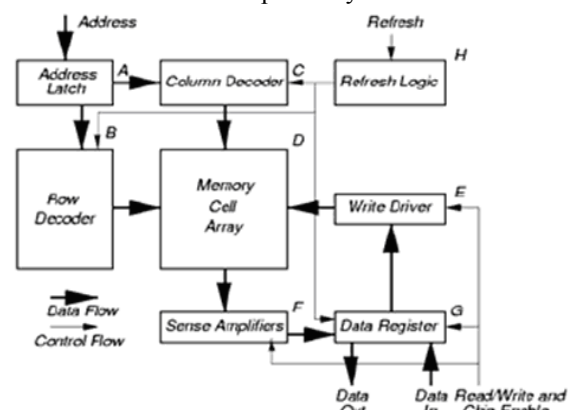 Address
Refresh
Address
Latch
A
Column Decoder
C
Refresh Logic
H
B
D
Row
Decoder
Memory
Cell
Array
Write Driver
E
Data Flow
Control Flow
Sense Amplifiers
F
Data Register
G
Data
Out
Data
In
Read/Write and
Chip Enable